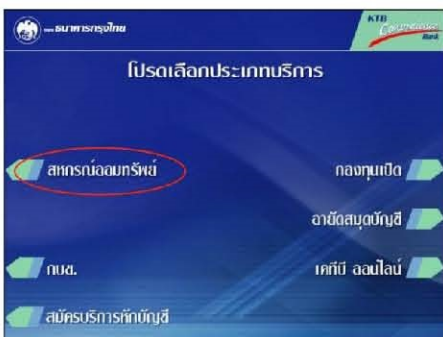 ธนาคารกรุงไทย
KTB
โปรดเลือกประเภทบริการ
สหกรณ์ออมทรัพย์
กองทุนเปิด
อายัดสมุดบัญชี
กบข.
เคทีบี ออนไลน์
สมัครบริการหักบัญชี